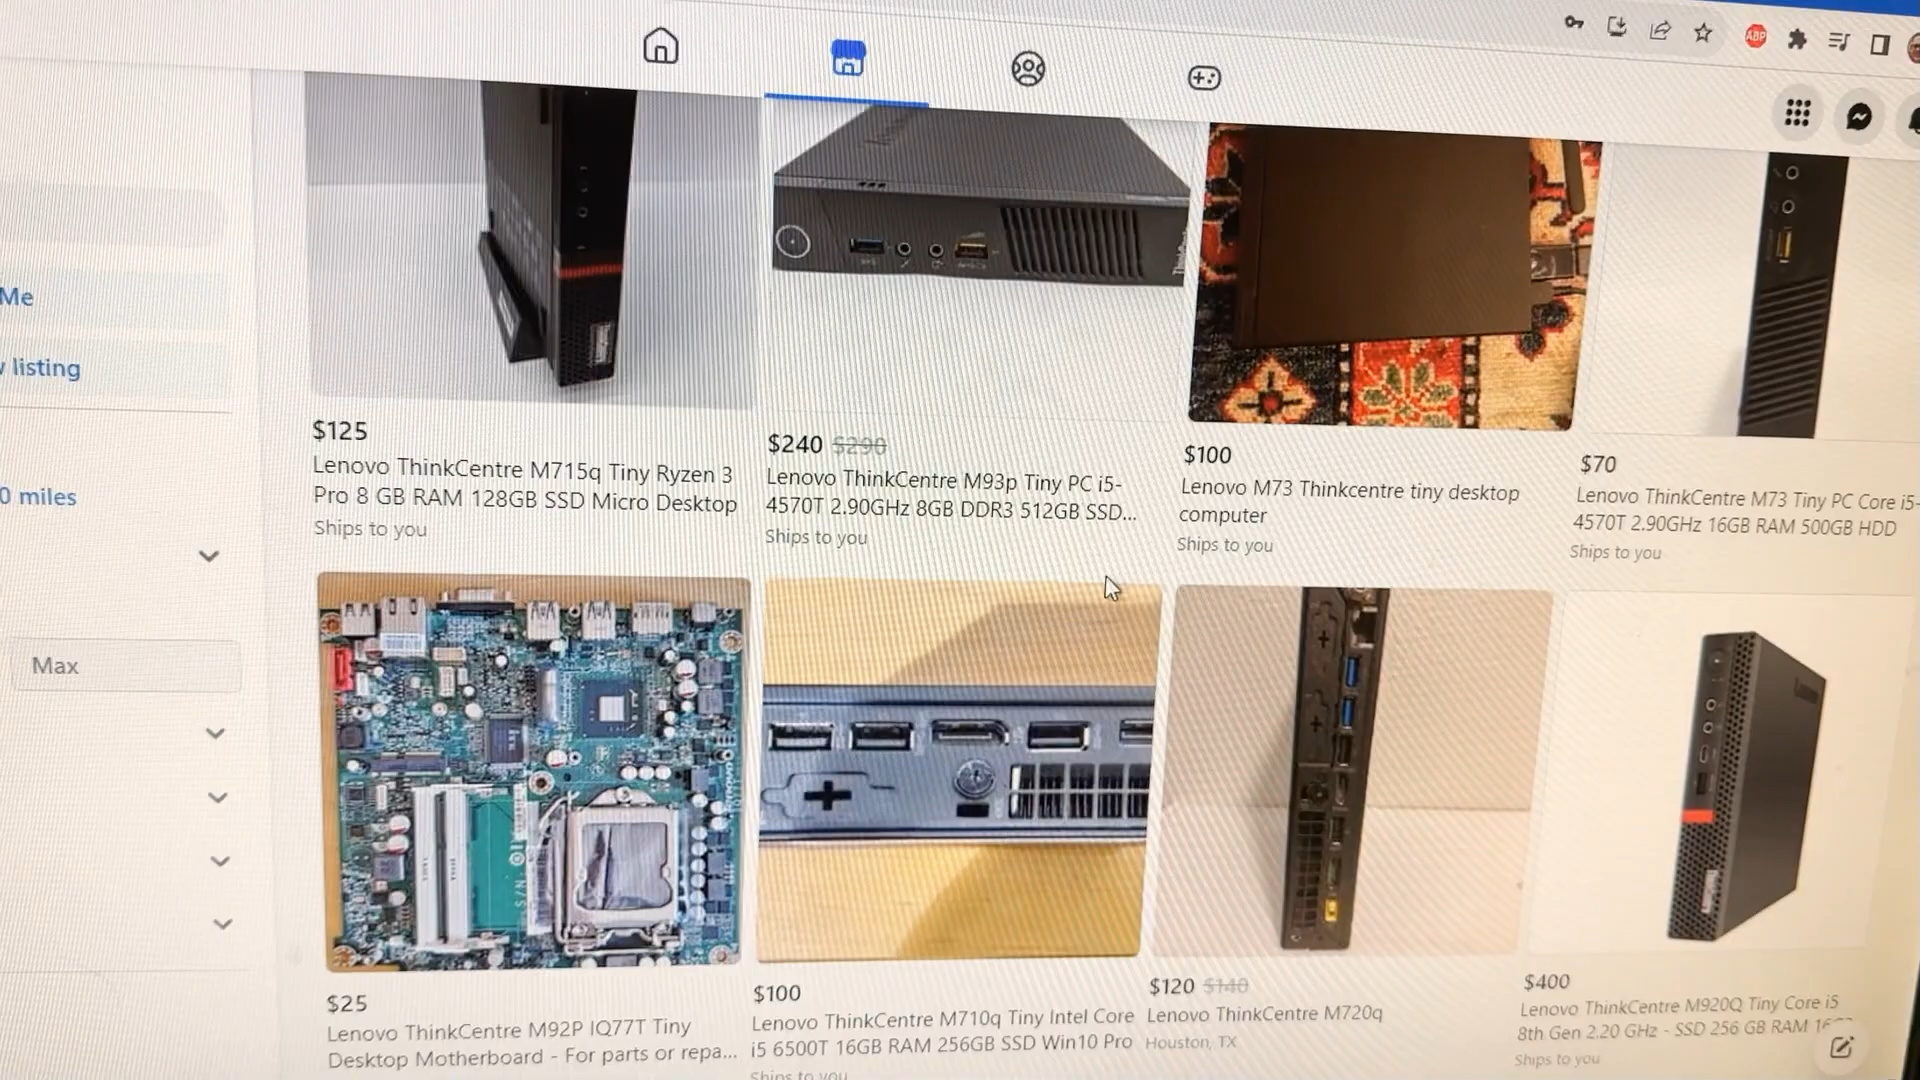 ABP
Me
listing
0 miles
Max
$125
Lenovo ThinkCentre M715q Tiny Ryzen 3
Pro 8 GB RAM 128GB SSD Micro Desktop
Ships to you
$240 $290
Lenovo ThinkCentre M93p Tiny PC i5-
4570T 2.90GHz 8GB DDR3 512GB SSD...
Ships to you
$100
Lenovo M73 Thinkcentre tiny desktop
computer
Ships to you
$70
Lenovo ThinkCentre M73 Tiny PC Core i5-
4570T 2.90GHz 16GB RAM 500GB HDD
Ships to you
$25
Lenovo ThinkCentre M92P IQ77T Tiny
Desktop Motherboard - For parts or repa...
$100
Lenovo ThinkCentre M710q Tiny Intel Core
i5 6500T 16GB RAM 256GB SSD Win10 Pro
Ships to you
$120 $140
Lenovo ThinkCentre M720q
Houston, TX
$400
Lenovo ThinkCentre M920Q Tiny Core i5
8th Gen 2.20 GHz - SSD 256 GB RAM
Ships to you